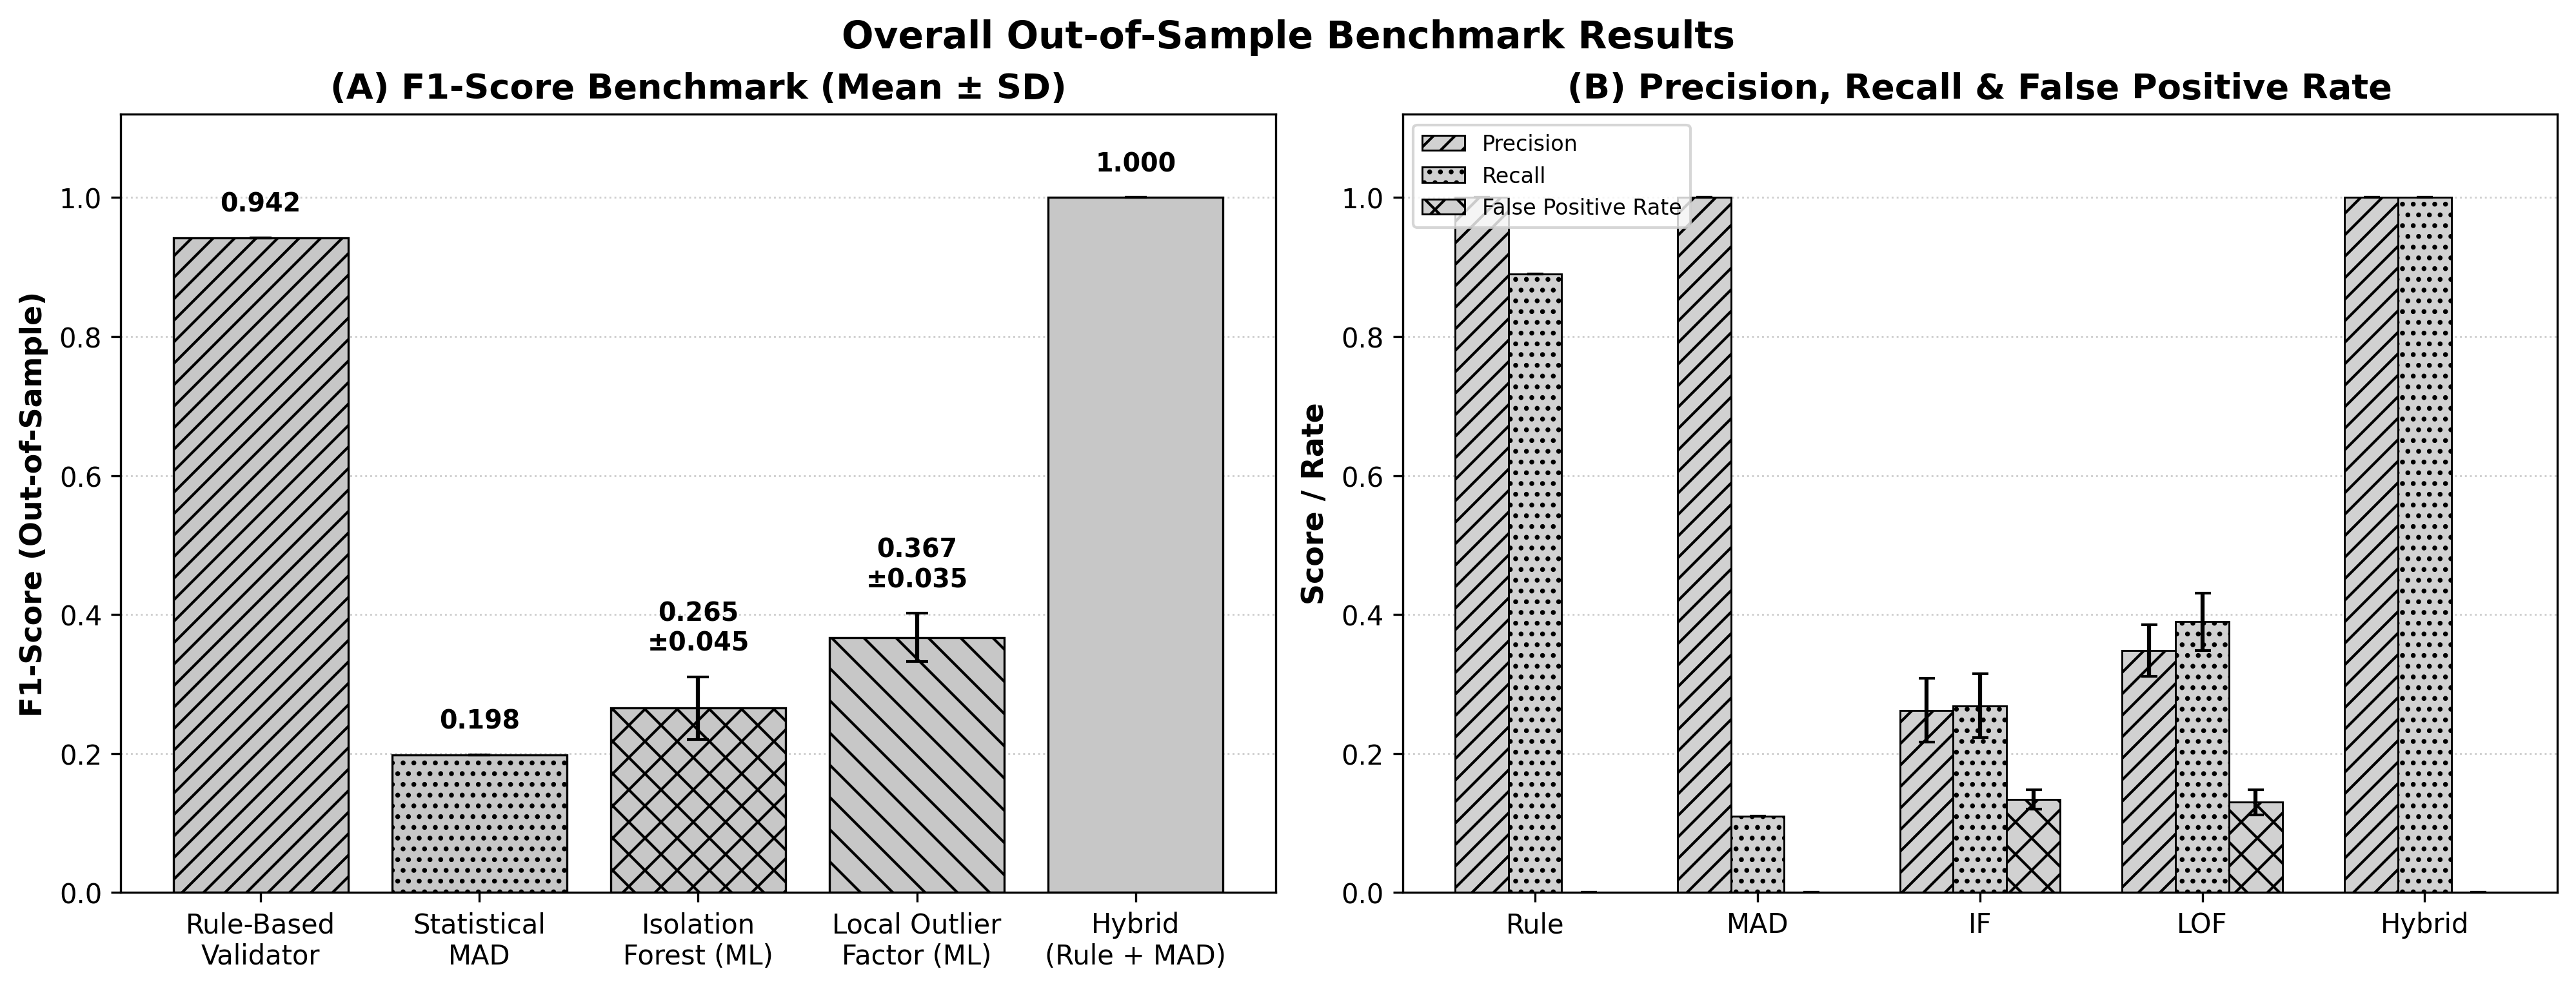 Overall Out-of-Sample Benchmark Results
(A) F1-Score Benchmark (Mean ± SD)
F1-Score (Out-of-Sample)
1.0
0.8
0.6
0.4
0.2
0.0
0.942
0.198
0.265
±0.045
0.367
±0.035
1.000
Rule-Based
Validator
Statistical
MAD
Isolation
Forest (ML)
Local Outlier
Factor (ML)
Hybrid
(Rule + MAD)
(B) Precision, Recall & False Positive Rate
Precision
Recall
False Positive Rate
Score / Rate
1.0
0.8
0.6
0.4
0.2
0.0
Rule
MAD
IF
LOF
Hybrid